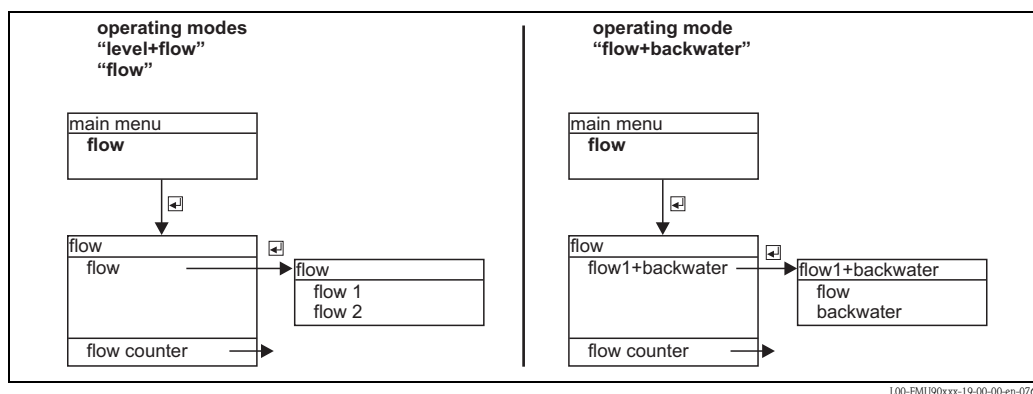 operating modes
“level+flow”
“flow”
main menu
flow
flow
flow
flow
flow 1
flow 2
flow counter
operating mode
“flow+backwater”
main menu
flow
flow
flow1+backwater
flow1+backwater
flow
backwater
flow counter
L00-FMU90xxx-19-00-00-en-076